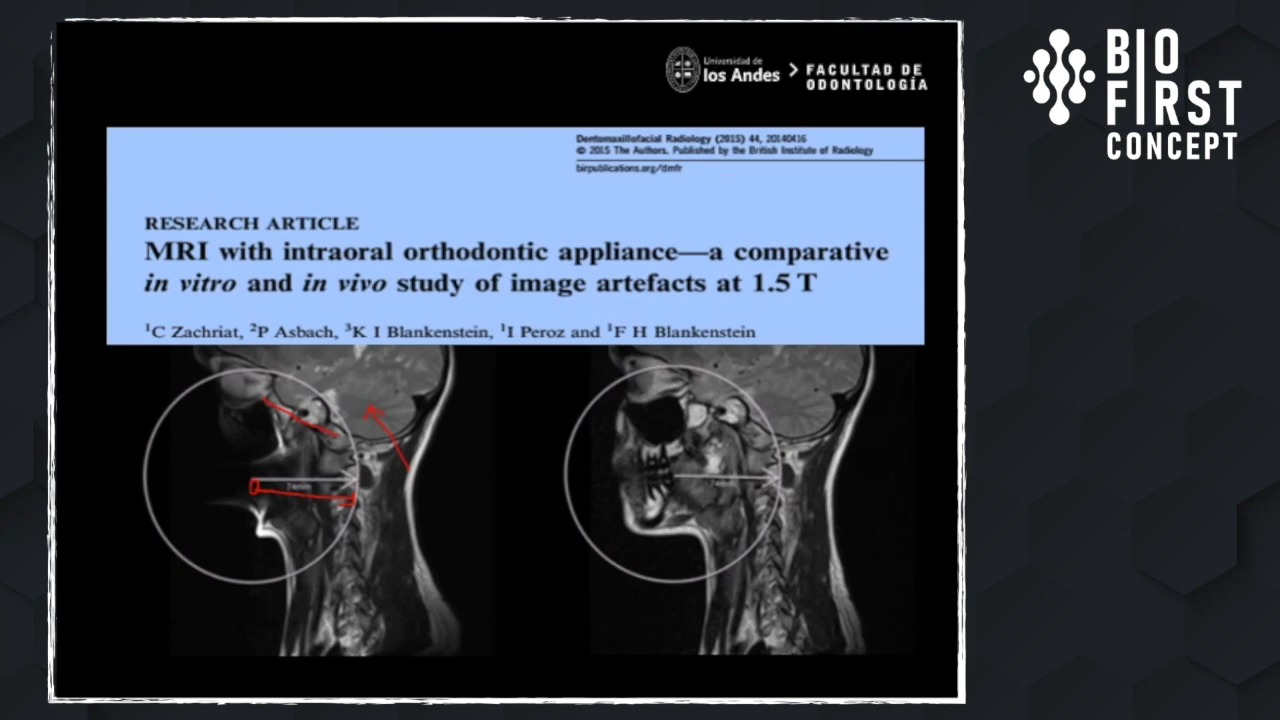 Universidad de
los Andes
FACULTAD DE
ODONTOLOGÍA
BIO
FIRST
CONCEPT
Dentomaxillofacial Radiology (2015) 44, 20140416
© 2015 The Authors. Published by the British Institute of Radiology
birpublications.org/dmfr
RESEARCH ARTICLE
MRI with intraoral orthodontic appliance—a comparative
in vitro and in vivo study of image artefacts at 1.5 T
¹C Zachriat, ²P Asbach, ³K I Blankenstein, ¹I Peroz and ¹F H Blankenstein
74mm
74mm